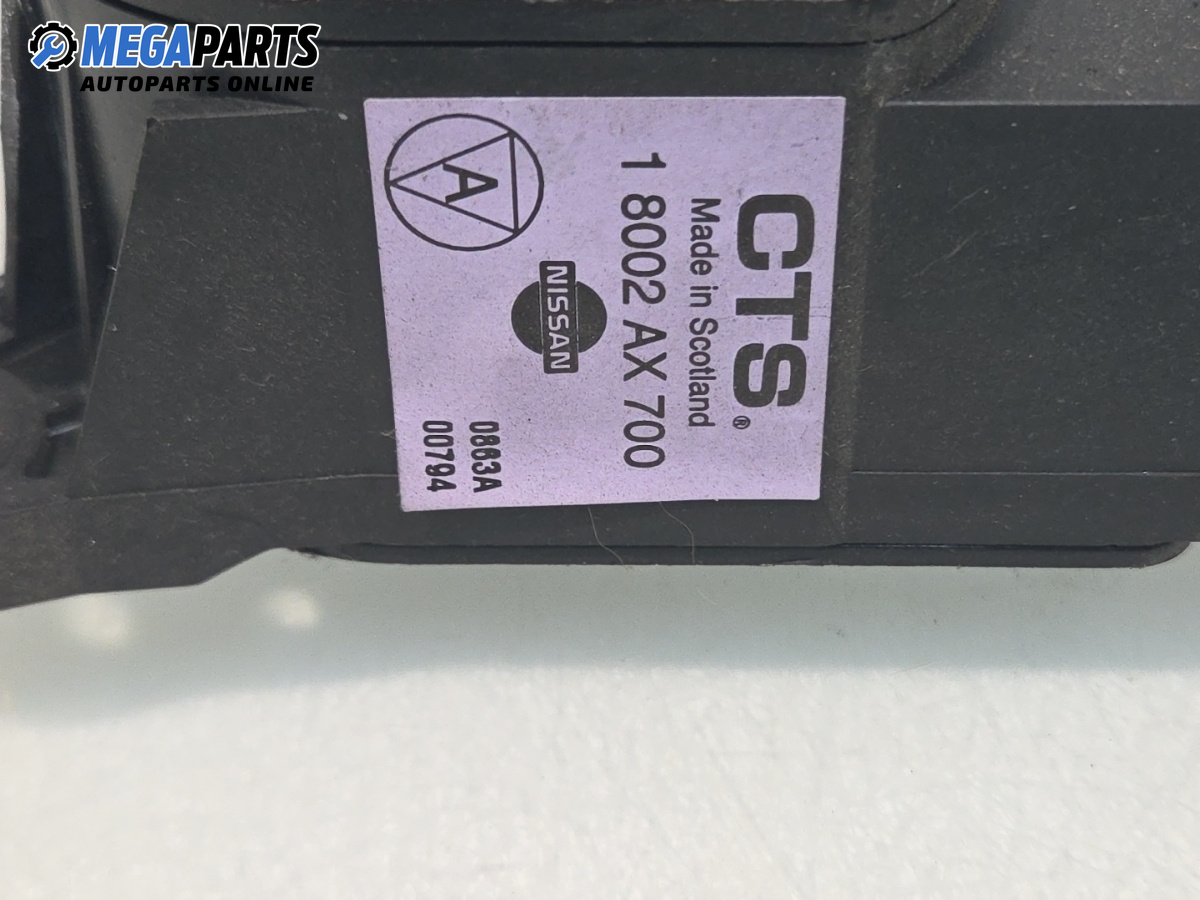 MEGAPARTS
AUTOPARTS ONLINE
CTS®
Made in Scotland
1 8002 AX 700
A
NISSAN
0863A
00794